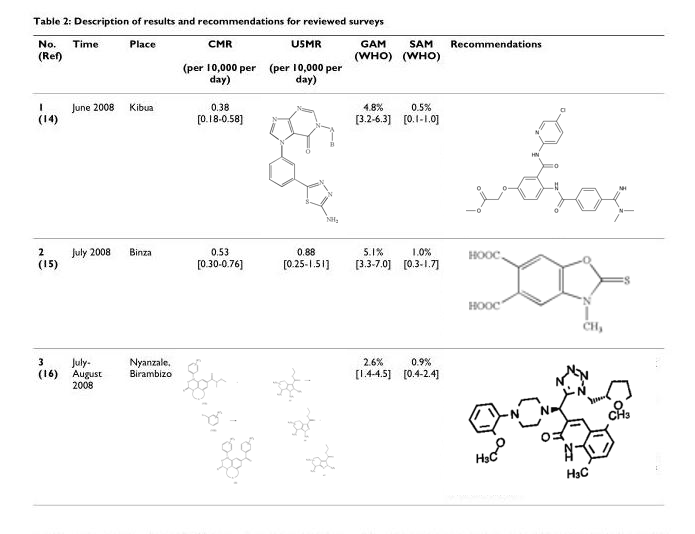 Table 2: Description of results and recommendations for reviewed surveys
No. Time Place CMR U5MR GAM SAM Recommendations
(Ref) (WHO) (WHO)
(per 10,000 per (per 10,000 per
day) day)
1 June 2008 Kibua 0.38 4.8% 0.5%
(14) [0.18-0.58] [3.2-6.3] [0.1-1.0]
N N N A B N O N N S NH₂
Cl N HN O O O O NH O NH N
2 July 2008 Binza 0.53 0.88 5.1% 1.0%
(15) [0.30-0.76] [0.25-1.51] [3.3-7.0] [0.3-1.7]
HOOC O
S
HOOC N
CH₃
3 July- Nyanzale, 2.6% 0.9%
(16) August Birambizo [1.4-4.5] [0.4-2.4]
2008
N N
N N
O
N N CH₃
O O N
H₃C H
H₃C